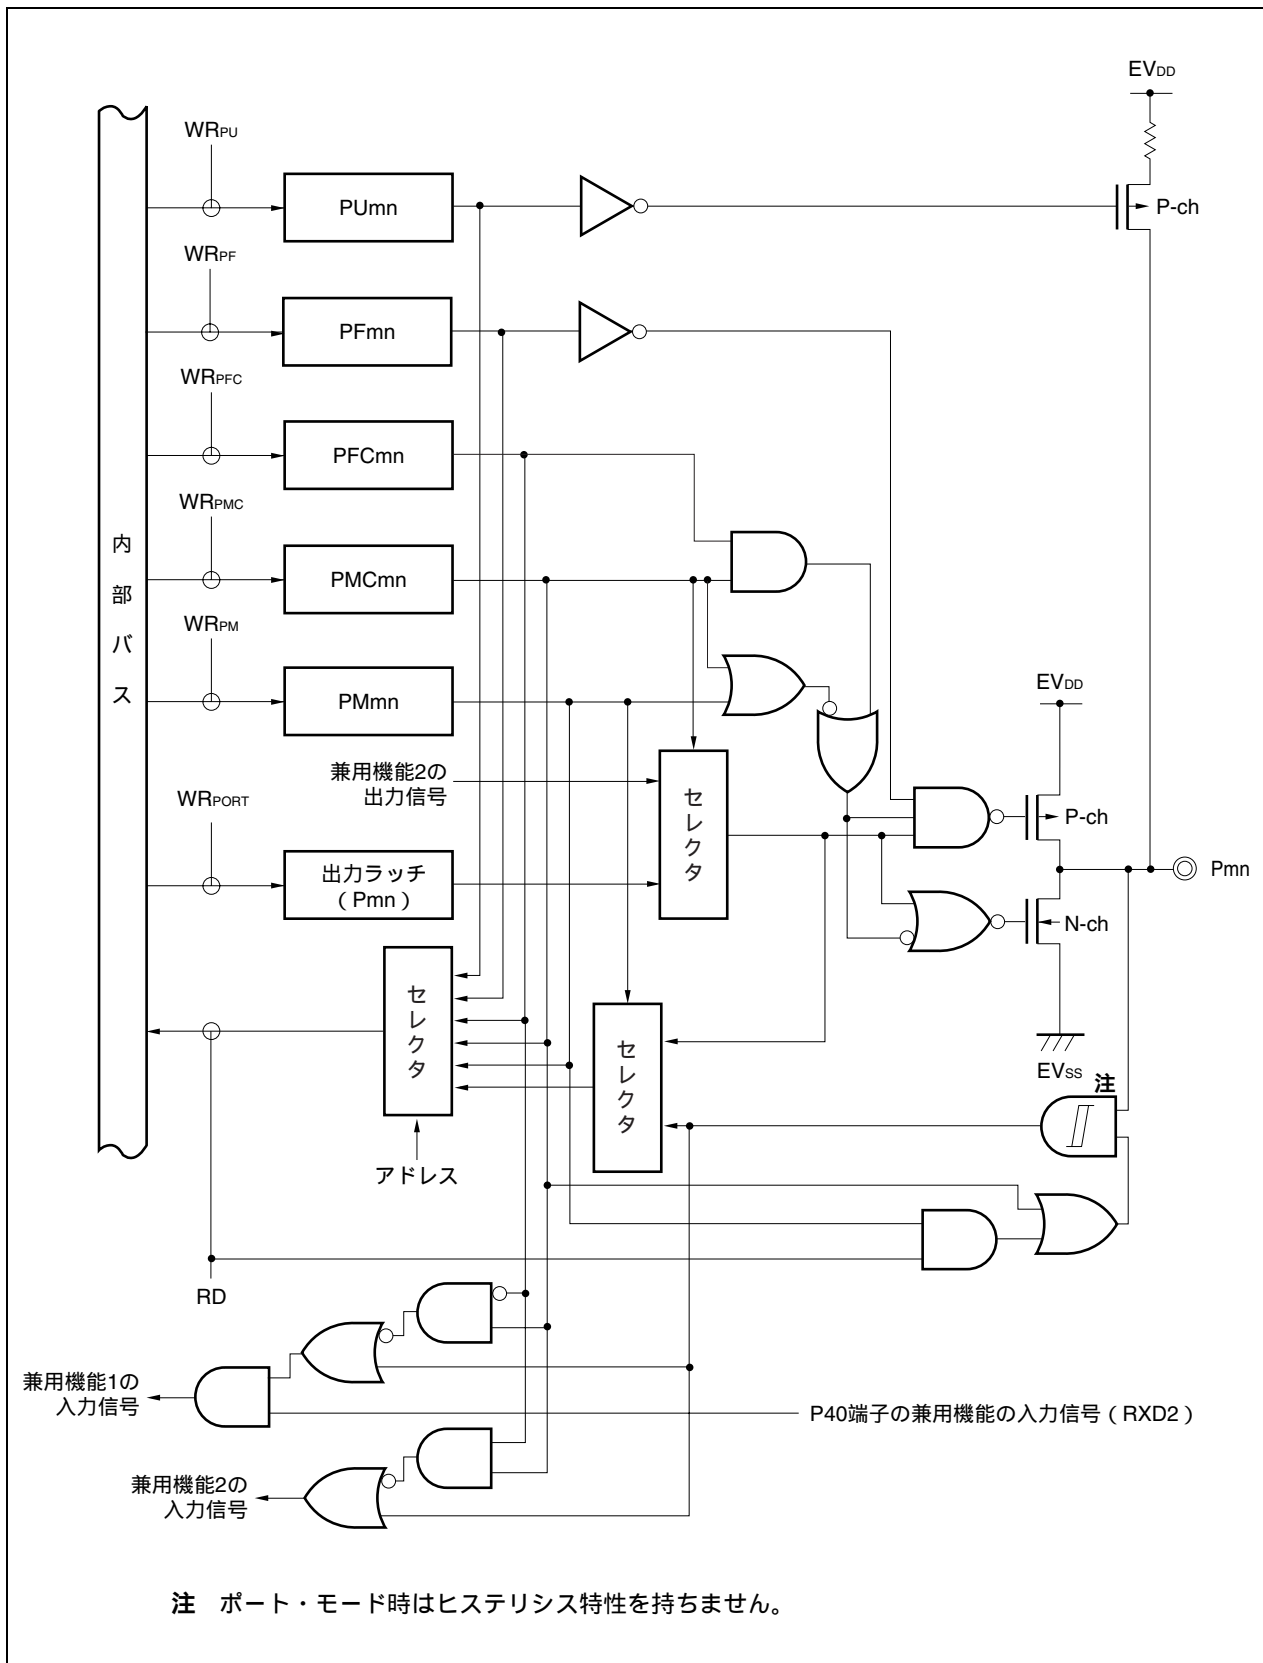 EVDD
WRPU
PUmn
P-ch
WRPF
PFmn
WRPFC
PFCmn
WRPMC
内部バス
PMCmn
WRPM
PMmn
EVDD
兼用機能2の
出力信号
セレクタ
WRPORT
P-ch
出力ラッチ
(Pmn)
Pmn
N-ch
セレクタ
セレクタ
EVSS
注
アドレス
RD
兼用機能1の
入力信号
P40端子の兼用機能の入力信号(RXD2)
兼用機能2の
入力信号
注 ポート・モード時はヒステリシス特性を持ちません。